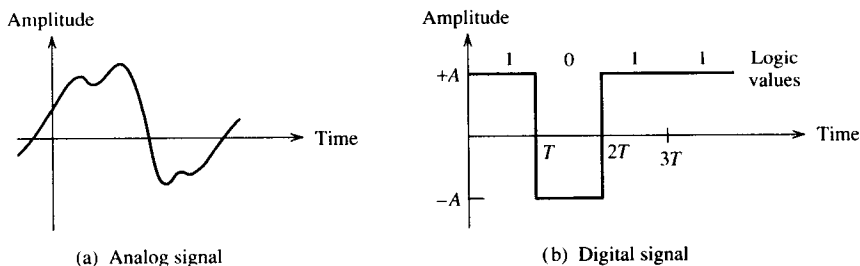 Amplitude
Time
(a) Analog signal
Amplitude
1 0 1 1 Logic
values
+A
T 2T 3T
Time
−A
(b) Digital signal